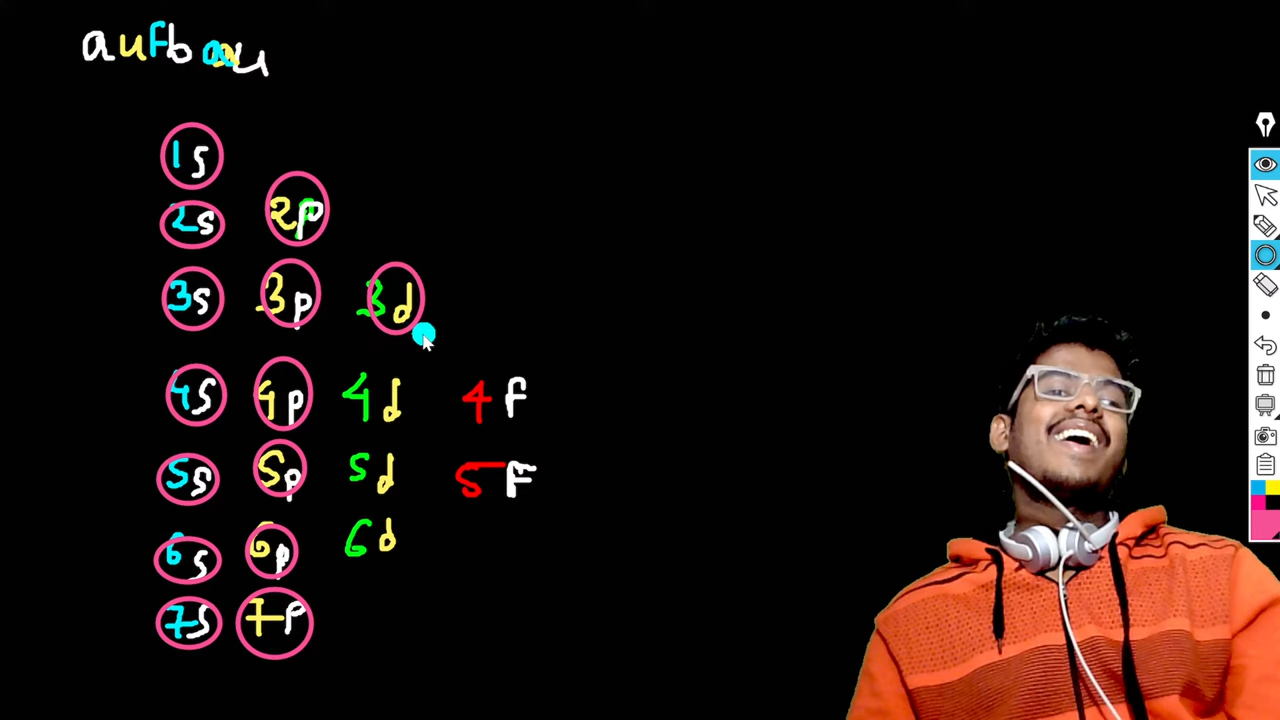 aufbau
1s
2s 2p
3s 3p 3d
4s 4p 4d 4f
5s 5p 5d 5F
6s 6p 6d
7s 7p